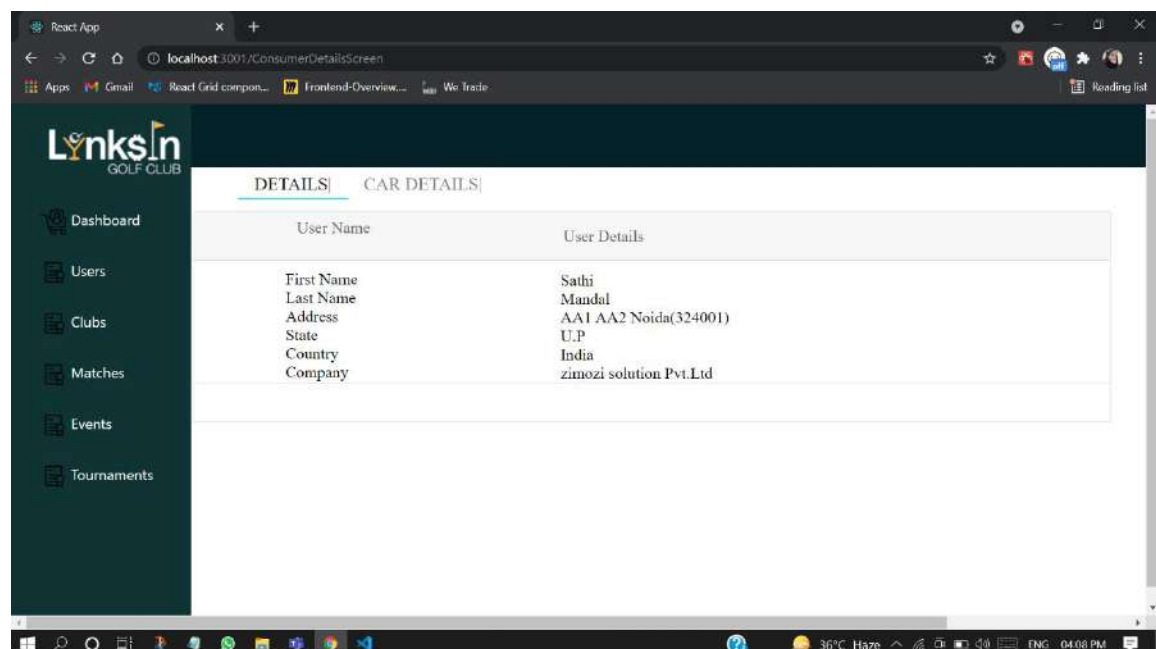 React App
localhost:3001/ConsumerDetailsScreen
Apps Gmail React Grid compon... Frontend-Overview,... We Trade Reading list
Lynks$In
GOLF CLUB
DETAILS| CAR DETAILS|
Dashboard
User Name User Details
Users
First Name Sathi
Last Name Mandal
Address AA1 AA2 Noida(324001)
State U.P
Country India
Company zimozi solution Pvt.Ltd
Clubs
Matches
Events
Tournaments
36°C Haze ENG 04:08 PM